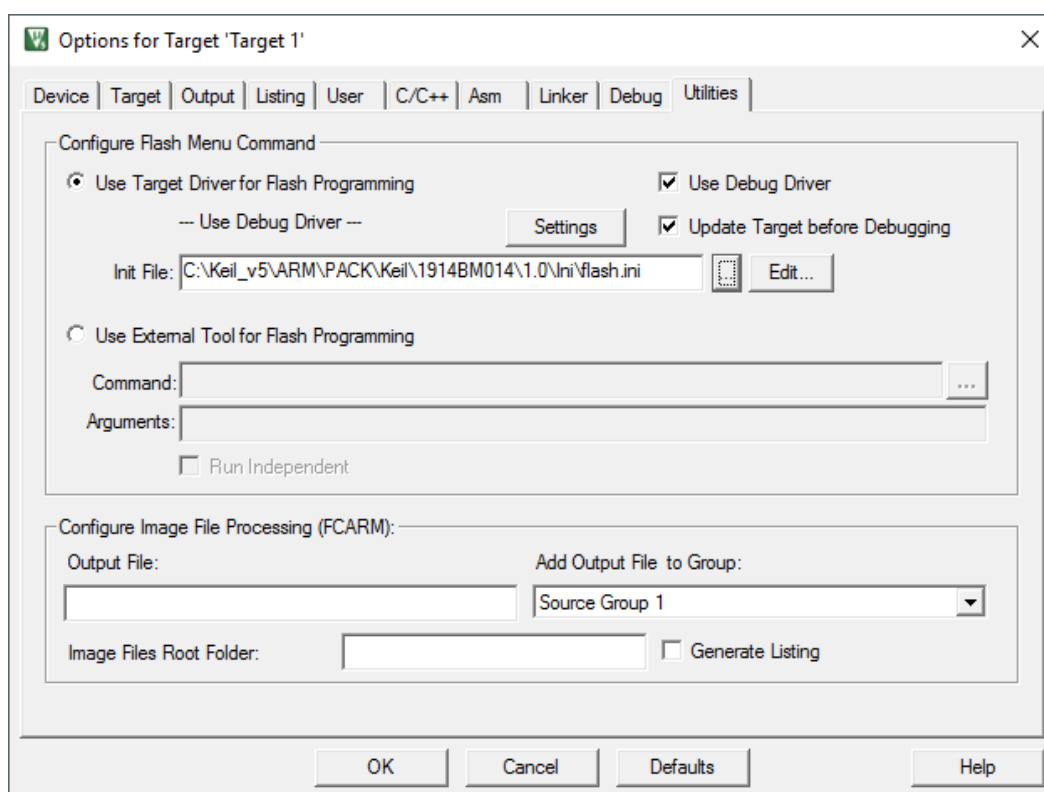 Options for Target 'Target 1'
Device Target Output Listing User C/C++ Asm Linker Debug Utilities
Configure Flash Menu Command
Use Target Driver for Flash Programming
Use Debug Driver
--- Use Debug Driver ---
Settings
Update Target before Debugging
Init File: C:\Keil_v5\ARM\PACK\Keil\1914BM014\1.0\Ini\flash.ini ... Edit...
Use External Tool for Flash Programming
Command: ...
Arguments:
Run Independent
Configure Image File Processing (FCARM):
Output File:
Add Output File to Group:
Source Group 1
Image Files Root Folder:
Generate Listing
OK Cancel Defaults Help